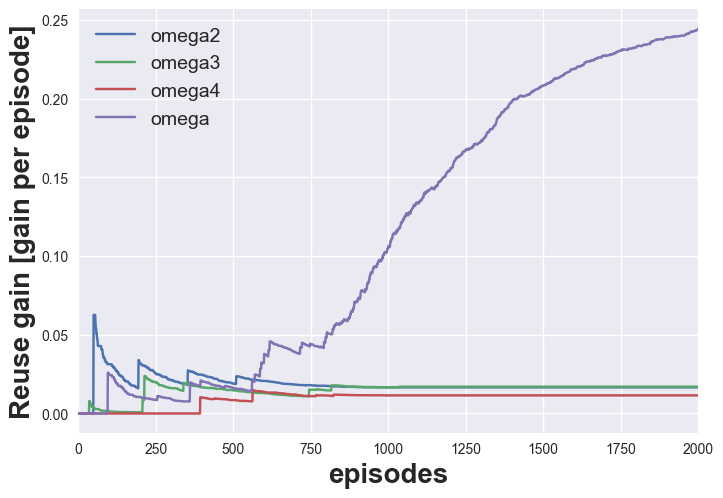 omega2
omega3
omega4
omega
Reuse gain [gain per episode]
0.25
0.20
0.15
0.10
0.05
0.00
0 250 500 750 1000 1250 1500 1750 2000
episodes